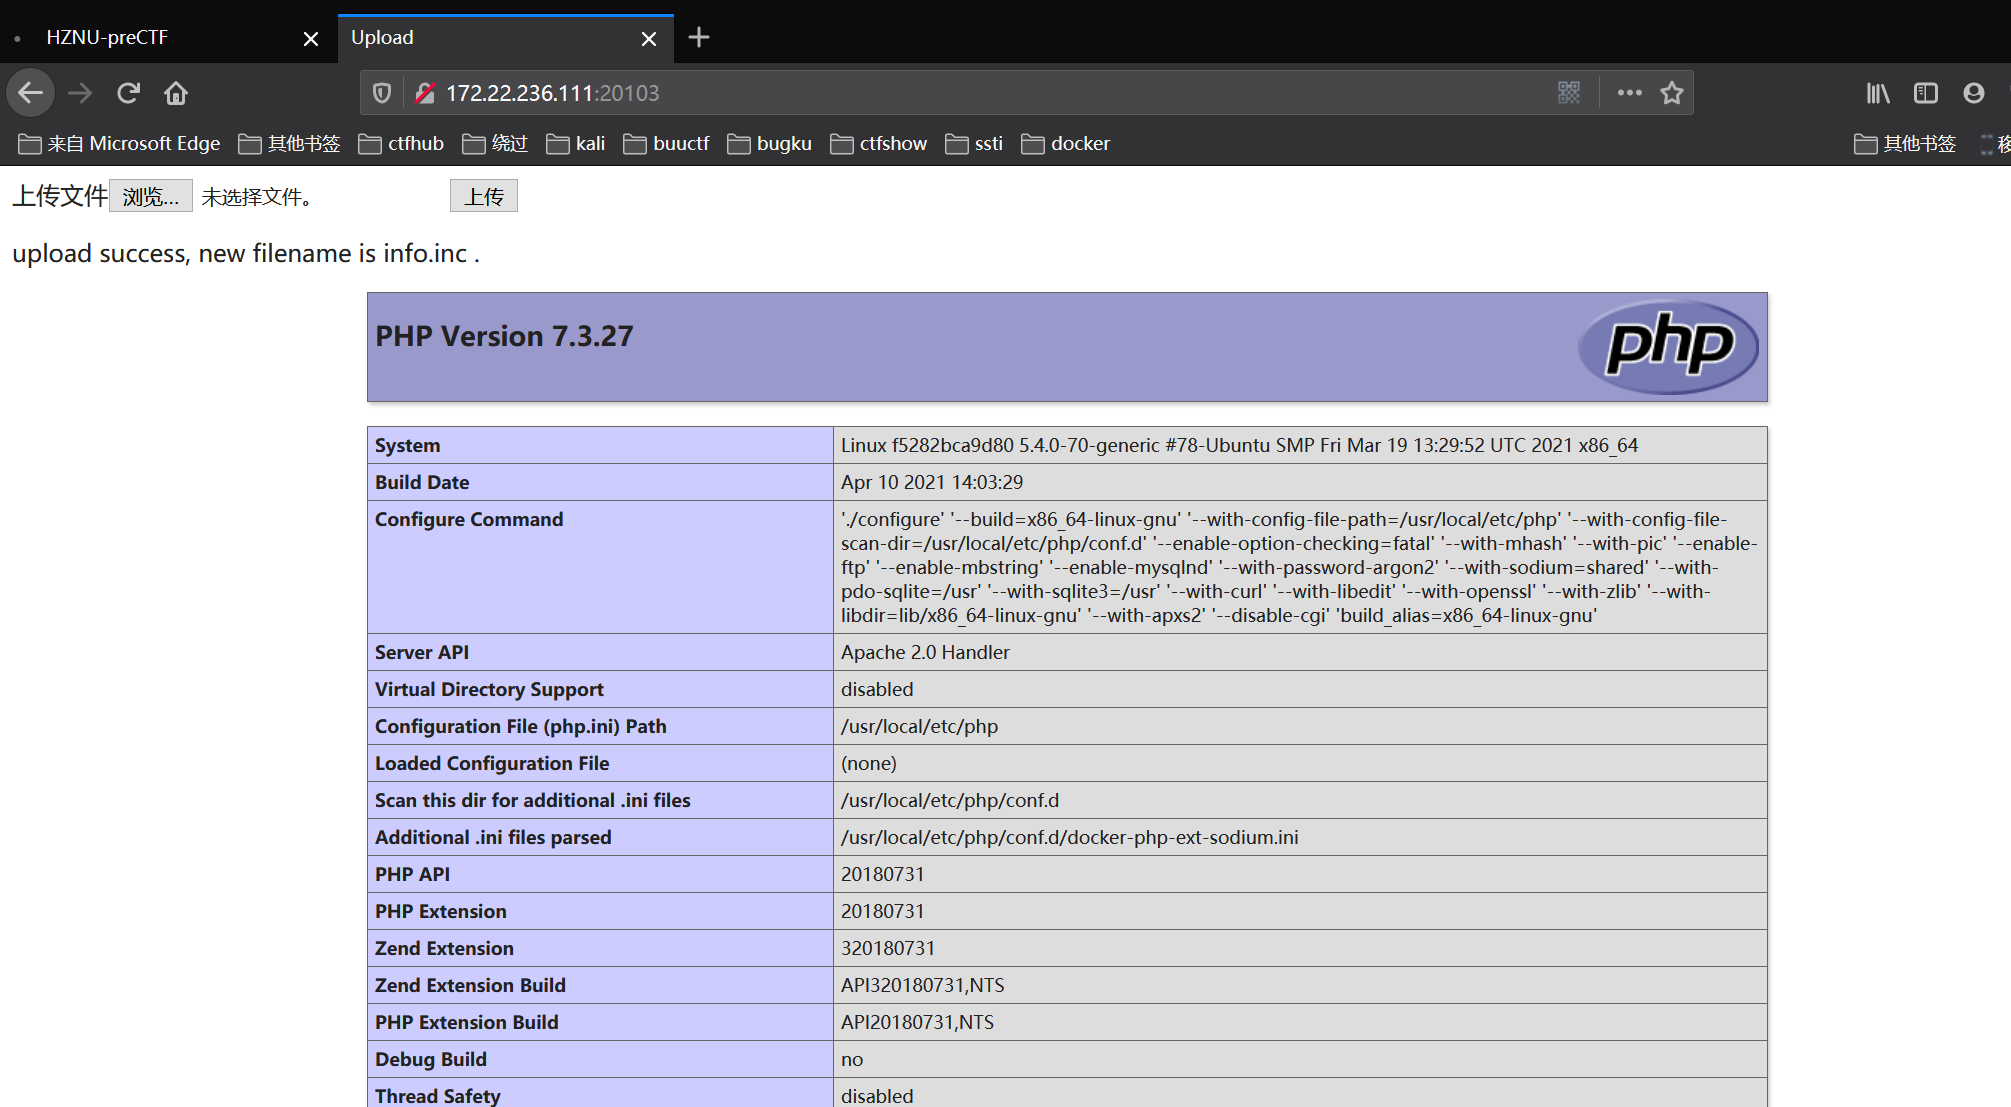 HZNU-preCTF
Upload
172.22.236.111:20103
来自 Microsoft Edge 其他书签 ctfhub 绕过 kali buuctf bugku ctfshow ssti docker 其他书签 移
上传文件 浏览... 未选择文件。 上传
upload success, new filename is info.inc .
PHP Version 7.3.27
php
System Linux f5282bca9d80 5.4.0-70-generic #78-Ubuntu SMP Fri Mar 19 13:29:52 UTC 2021 x86_64
Build Date Apr 10 2021 14:03:29
Configure Command './configure' '--build=x86_64-linux-gnu' '--with-config-file-path=/usr/local/etc/php' '--with-config-file-
scan-dir=/usr/local/etc/php/conf.d' '--enable-option-checking=fatal' '--with-mhash' '--with-pic' '--enable-
ftp' '--enable-mbstring' '--enable-mysqlnd' '--with-password-argon2' '--with-sodium=shared' '--with-
pdo-sqlite=/usr' '--with-sqlite3=/usr' '--with-curl' '--with-libedit' '--with-openssl' '--with-zlib' '--with-
libdir=lib/x86_64-linux-gnu' '--with-apxs2' '--disable-cgi' 'build_alias=x86_64-linux-gnu'
Server API Apache 2.0 Handler
Virtual Directory Support disabled
Configuration File (php.ini) Path /usr/local/etc/php
Loaded Configuration File (none)
Scan this dir for additional .ini files /usr/local/etc/php/conf.d
Additional .ini files parsed /usr/local/etc/php/conf.d/docker-php-ext-sodium.ini
PHP API 20180731
PHP Extension 20180731
Zend Extension 320180731
Zend Extension Build API320180731,NTS
PHP Extension Build API20180731,NTS
Debug Build no
Thread Safety disabled